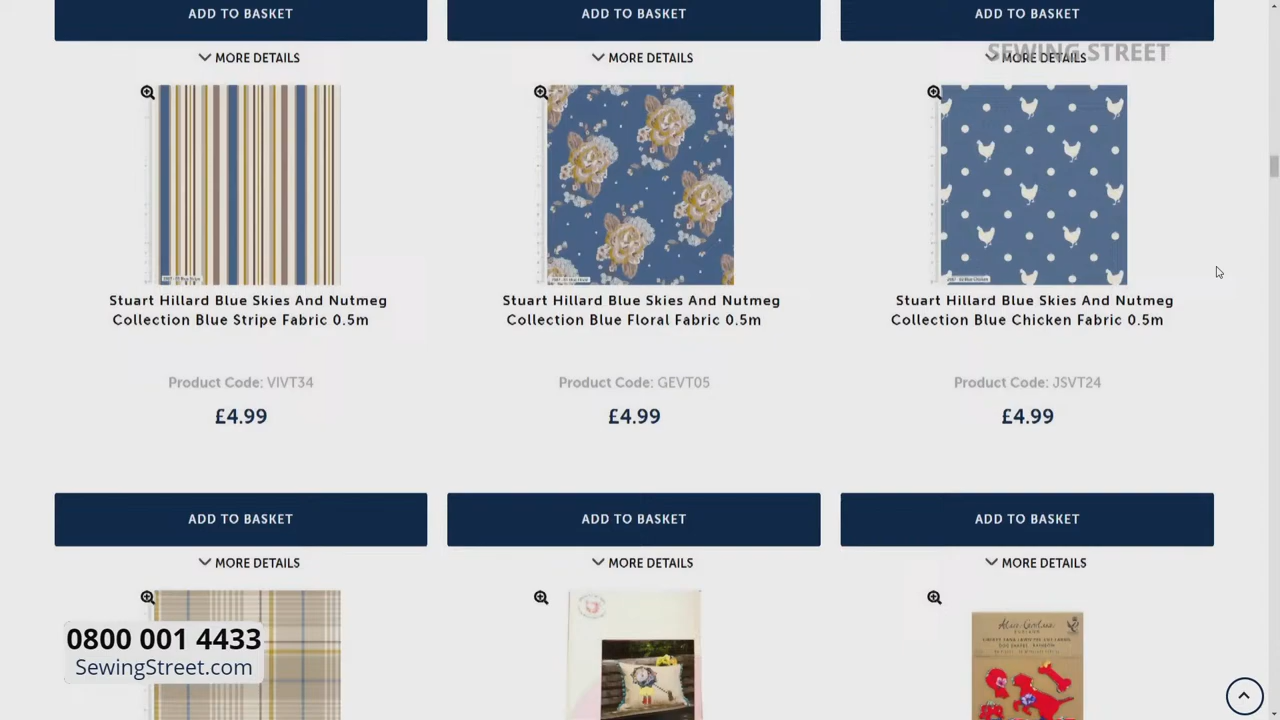 ADD TO BASKET
ADD TO BASKET
ADD TO BASKET
SEWING STREET
MORE DETAILS
MORE DETAILS
MORE DETAILS
Stuart Hillard Blue Skies And Nutmeg
Collection Blue Stripe Fabric 0.5m
Stuart Hillard Blue Skies And Nutmeg
Collection Blue Floral Fabric 0.5m
Stuart Hillard Blue Skies And Nutmeg
Collection Blue Chicken Fabric 0.5m
Product Code: VIVT34
Product Code: GEVT05
Product Code: JSVT24
£4.99
£4.99
£4.99
ADD TO BASKET
ADD TO BASKET
ADD TO BASKET
MORE DETAILS
MORE DETAILS
MORE DETAILS
0800 001 4433
SewingStreet.com